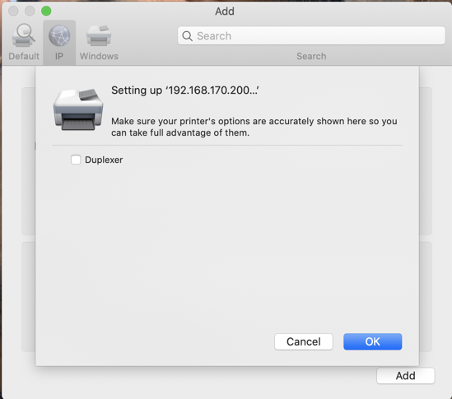 Add
Search
Default IP Windows Search
Setting up ‘192.168.170.200...’
Make sure your printer's options are accurately shown here so you
can take full advantage of them.
Duplexer
Cancel OK
Add